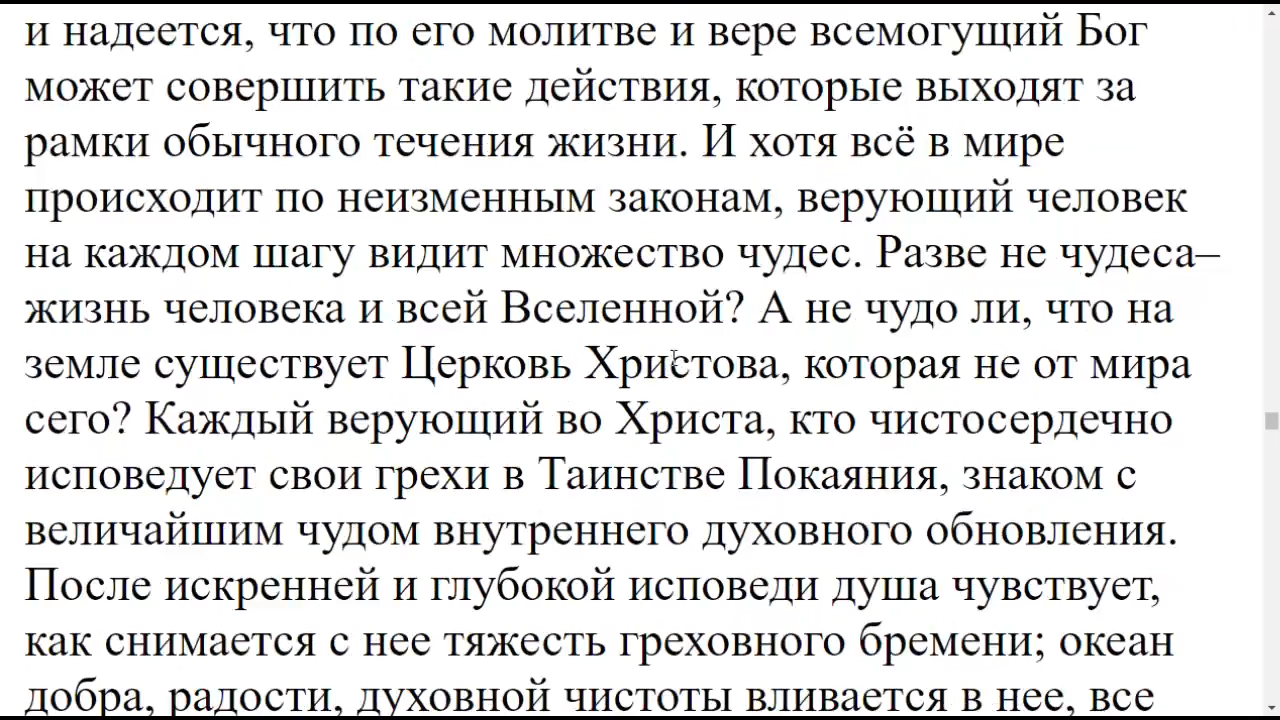 и надеется, что по его молитве и вере всемогущий Бог
может совершить такие действия, которые выходят за
рамки обычного течения жизни. И хотя всё в мире
происходит по неизменным законам, верующий человек
на каждом шагу видит множество чудес. Разве не чудеса–
жизнь человека и всей Вселенной? А не чудо ли, что на
земле существует Церковь Христова, которая не от мира
сего? Каждый верующий во Христа, кто чистосердечно
исповедует свои грехи в Таинстве Покаяния, знаком с
величайшим чудом внутреннего духовного обновления.
После искренней и глубокой исповеди душа чувствует,
как снимается с нее тяжесть греховного бремени; океан
добра, радости, духовной чистоты вливается в нее, все